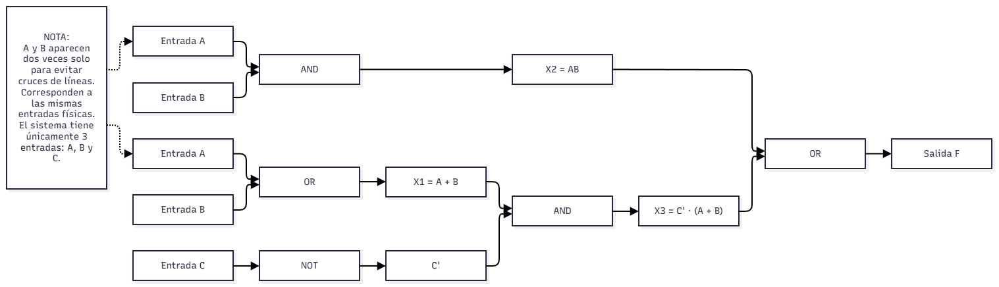 NOTA:
A y B aparecen
dos veces solo
para evitar
cruces de líneas.
Corresponden a
las mismas
entradas físicas.
El sistema tiene
únicamente 3
entradas: A, B y
C.
Entrada A
Entrada B
AND
X2 = AB
Entrada A
Entrada B
OR
X1 = A + B
Entrada C
NOT
C'
AND
X3 = C' · (A + B)
OR
Salida F